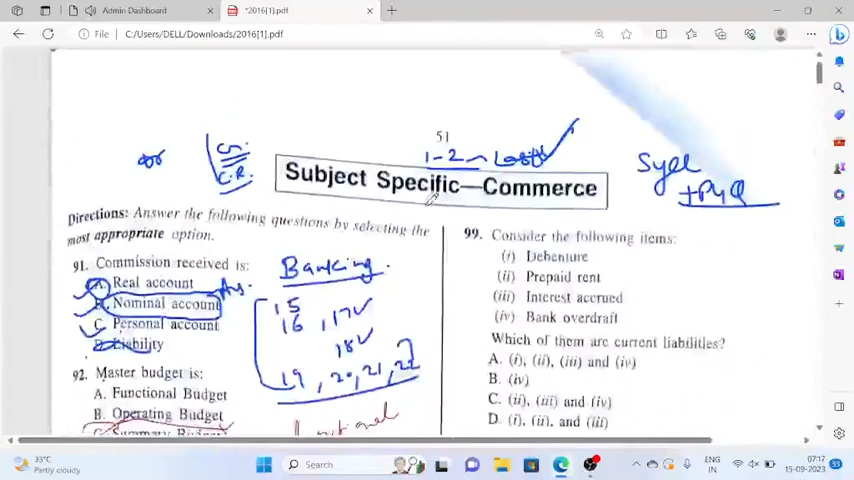 Admin Dashboard
*2016[1].pdf
File
C:/Users/DELL/Downloads/2016[1].pdf
51
1-2
Cr.
C.R.
Subject Specific—Commerce
+PYQ
Directions: Answer the following questions by selecting the
most appropriate option.
91. Commission received is:
A. Real account
B. Nominal account
Ans.
C. Personal account
D. Liability
Banking.
15
16, 17
18
19, 20, 21, 22
92. Master budget is:
A. Functional Budget
B. Operating Budget
C. Summary Budget
99. Consider the following items:
(i) Debenture
(ii) Prepaid rent
(iii) Interest accrued
(iv) Bank overdraft
Which of them are current liabilities?
A. (i), (ii), (iii) and (iv)
B. (iv)
C. (ii), (iii) and (iv)
D. (i), (ii), and (iii)
33°C
Partly cloudy
Search
ENG
IN
07:17
15-09-2023